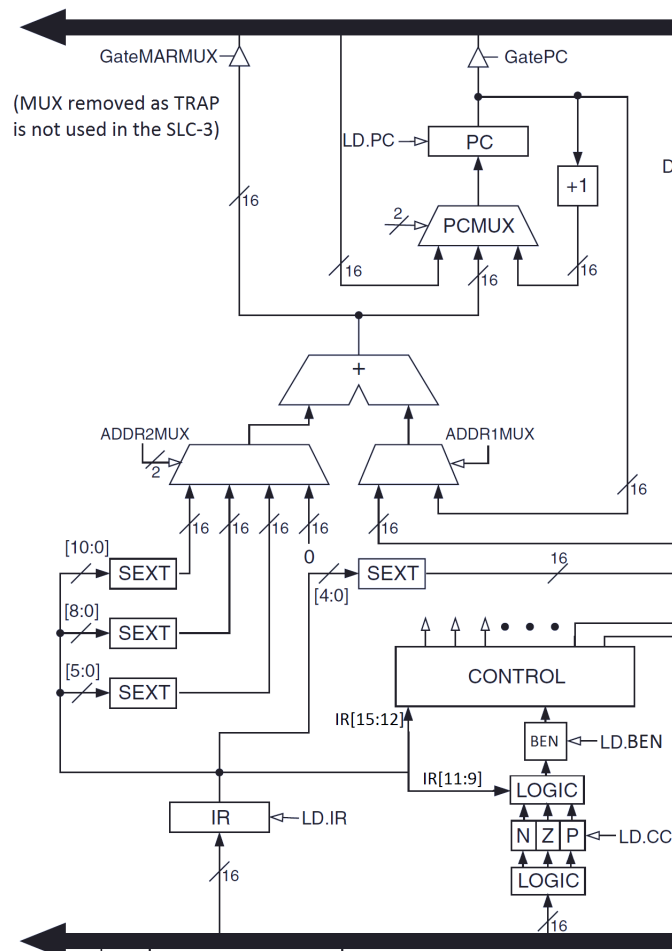 GateMARMUX
GatePC
(MUX removed as TRAP
is not used in the SLC-3)
LD.PC
PC
D
+1
16
2
PCMUX
16
16
16
+
ADDR2MUX
ADDR1MUX
2
16
16
16
16
16
16
0
[10:0]
SEXT
[4:0]
SEXT
16
[8:0]
SEXT
[5:0]
SEXT
CONTROL
IR[15:12]
BEN
LD.BEN
IR[11:9]
LOGIC
IR
LD.IR
N Z P
LD.CC
LOGIC
16
16